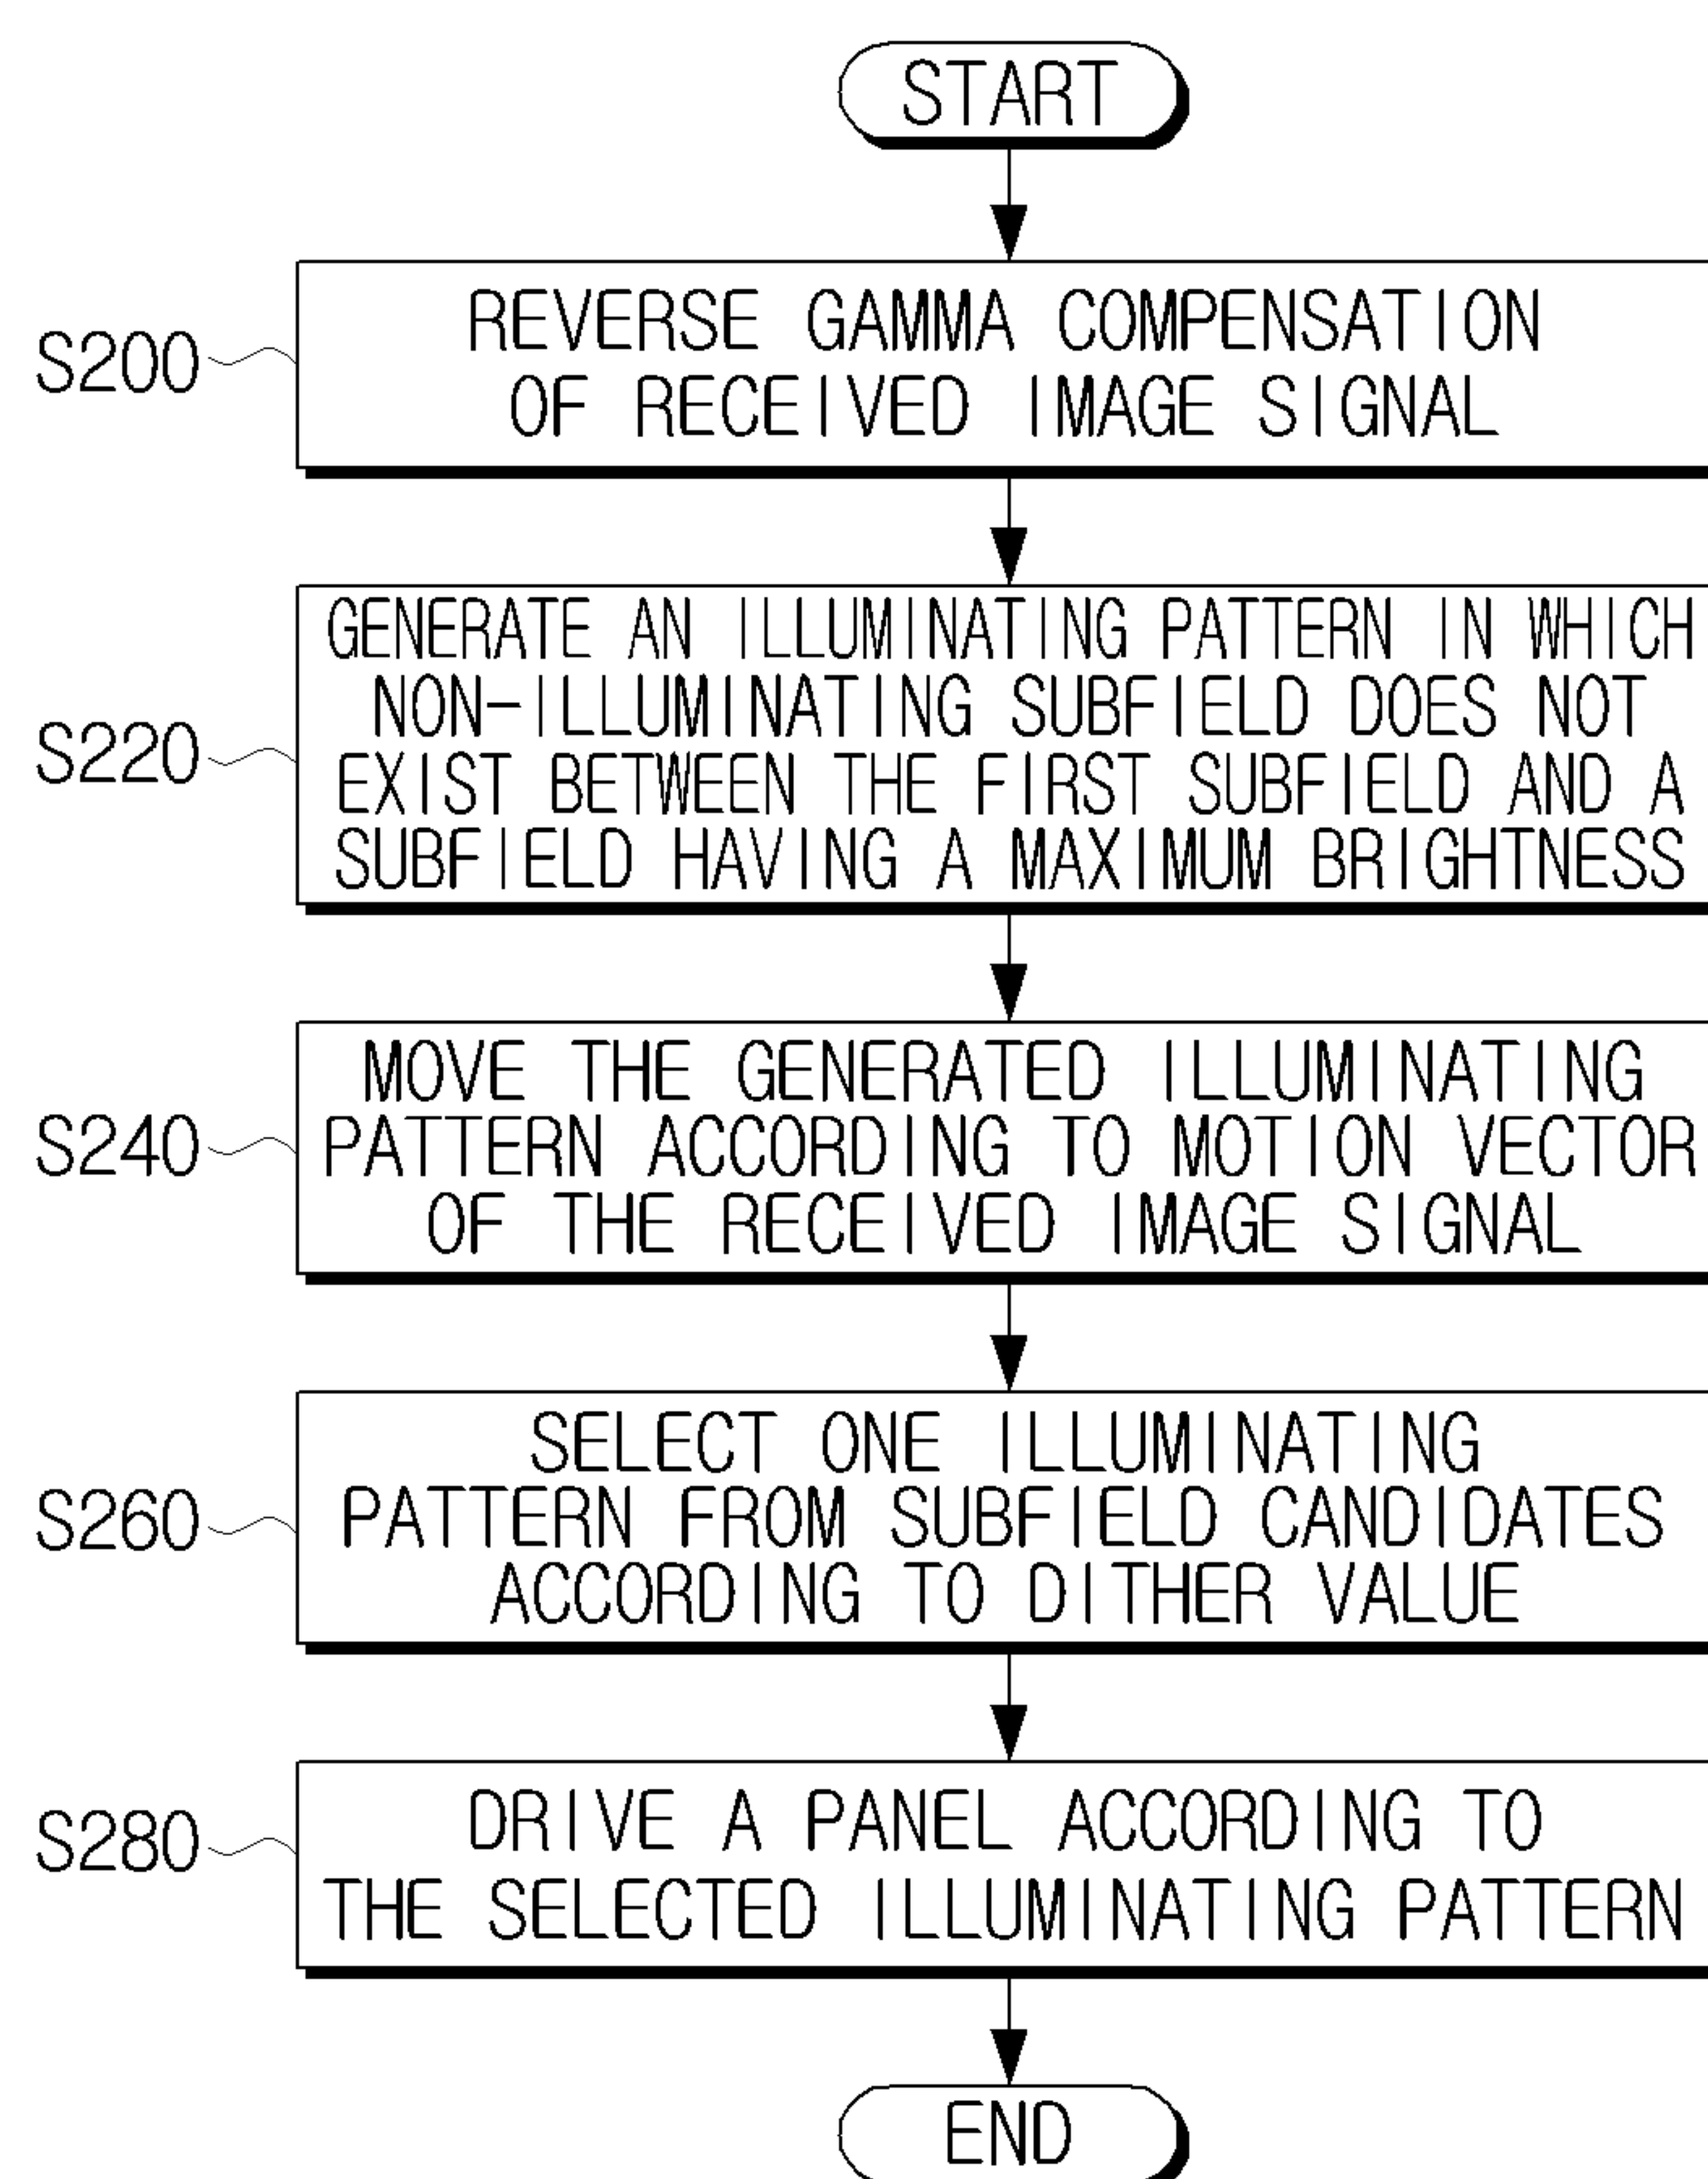 START
S200
REVERSE GAMMA COMPENSATION
OF RECEIVED IMAGE SIGNAL
S220
GENERATE AN ILLUMINATING PATTERN IN WHICH
NON-ILLUMINATING SUBFIELD DOES NOT
EXIST BETWEEN THE FIRST SUBFIELD AND A
SUBFIELD HAVING A MAXIMUM BRIGHTNESS
S240
MOVE THE GENERATED ILLUMINATING
PATTERN ACCORDING TO MOTION VECTOR
OF THE RECEIVED IMAGE SIGNAL
S260
SELECT ONE ILLUMINATING
PATTERN FROM SUBFIELD CANDIDATES
ACCORDING TO DITHER VALUE
S280
DRIVE A PANEL ACCORDING TO
THE SELECTED ILLUMINATING PATTERN
END